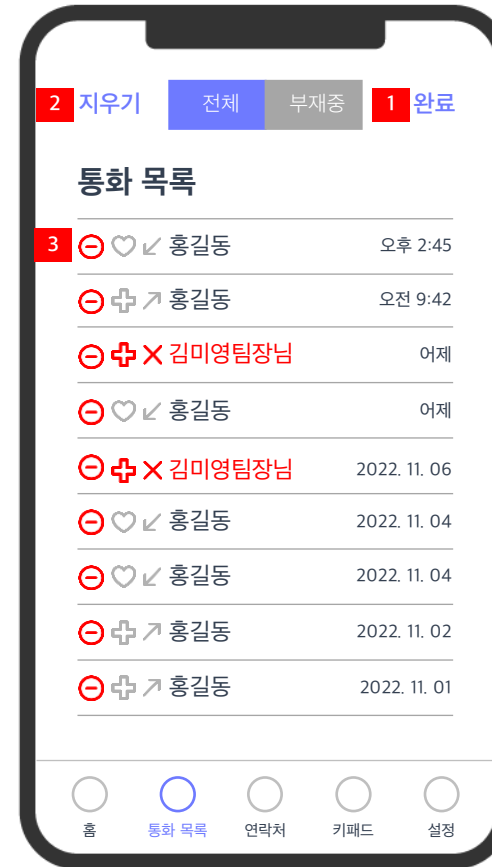 2 지우기 전체 부재중 1 완료
통화 목록
3 홍길동 오후 2:45
홍길동 오전 9:42
김미영팀장님 어제
홍길동 어제
김미영팀장님 2022. 11. 06
홍길동 2022. 11. 04
홍길동 2022. 11. 04
홍길동 2022. 11. 02
홍길동 2022. 11. 01
홈 통화 목록 연락처 키패드 설정